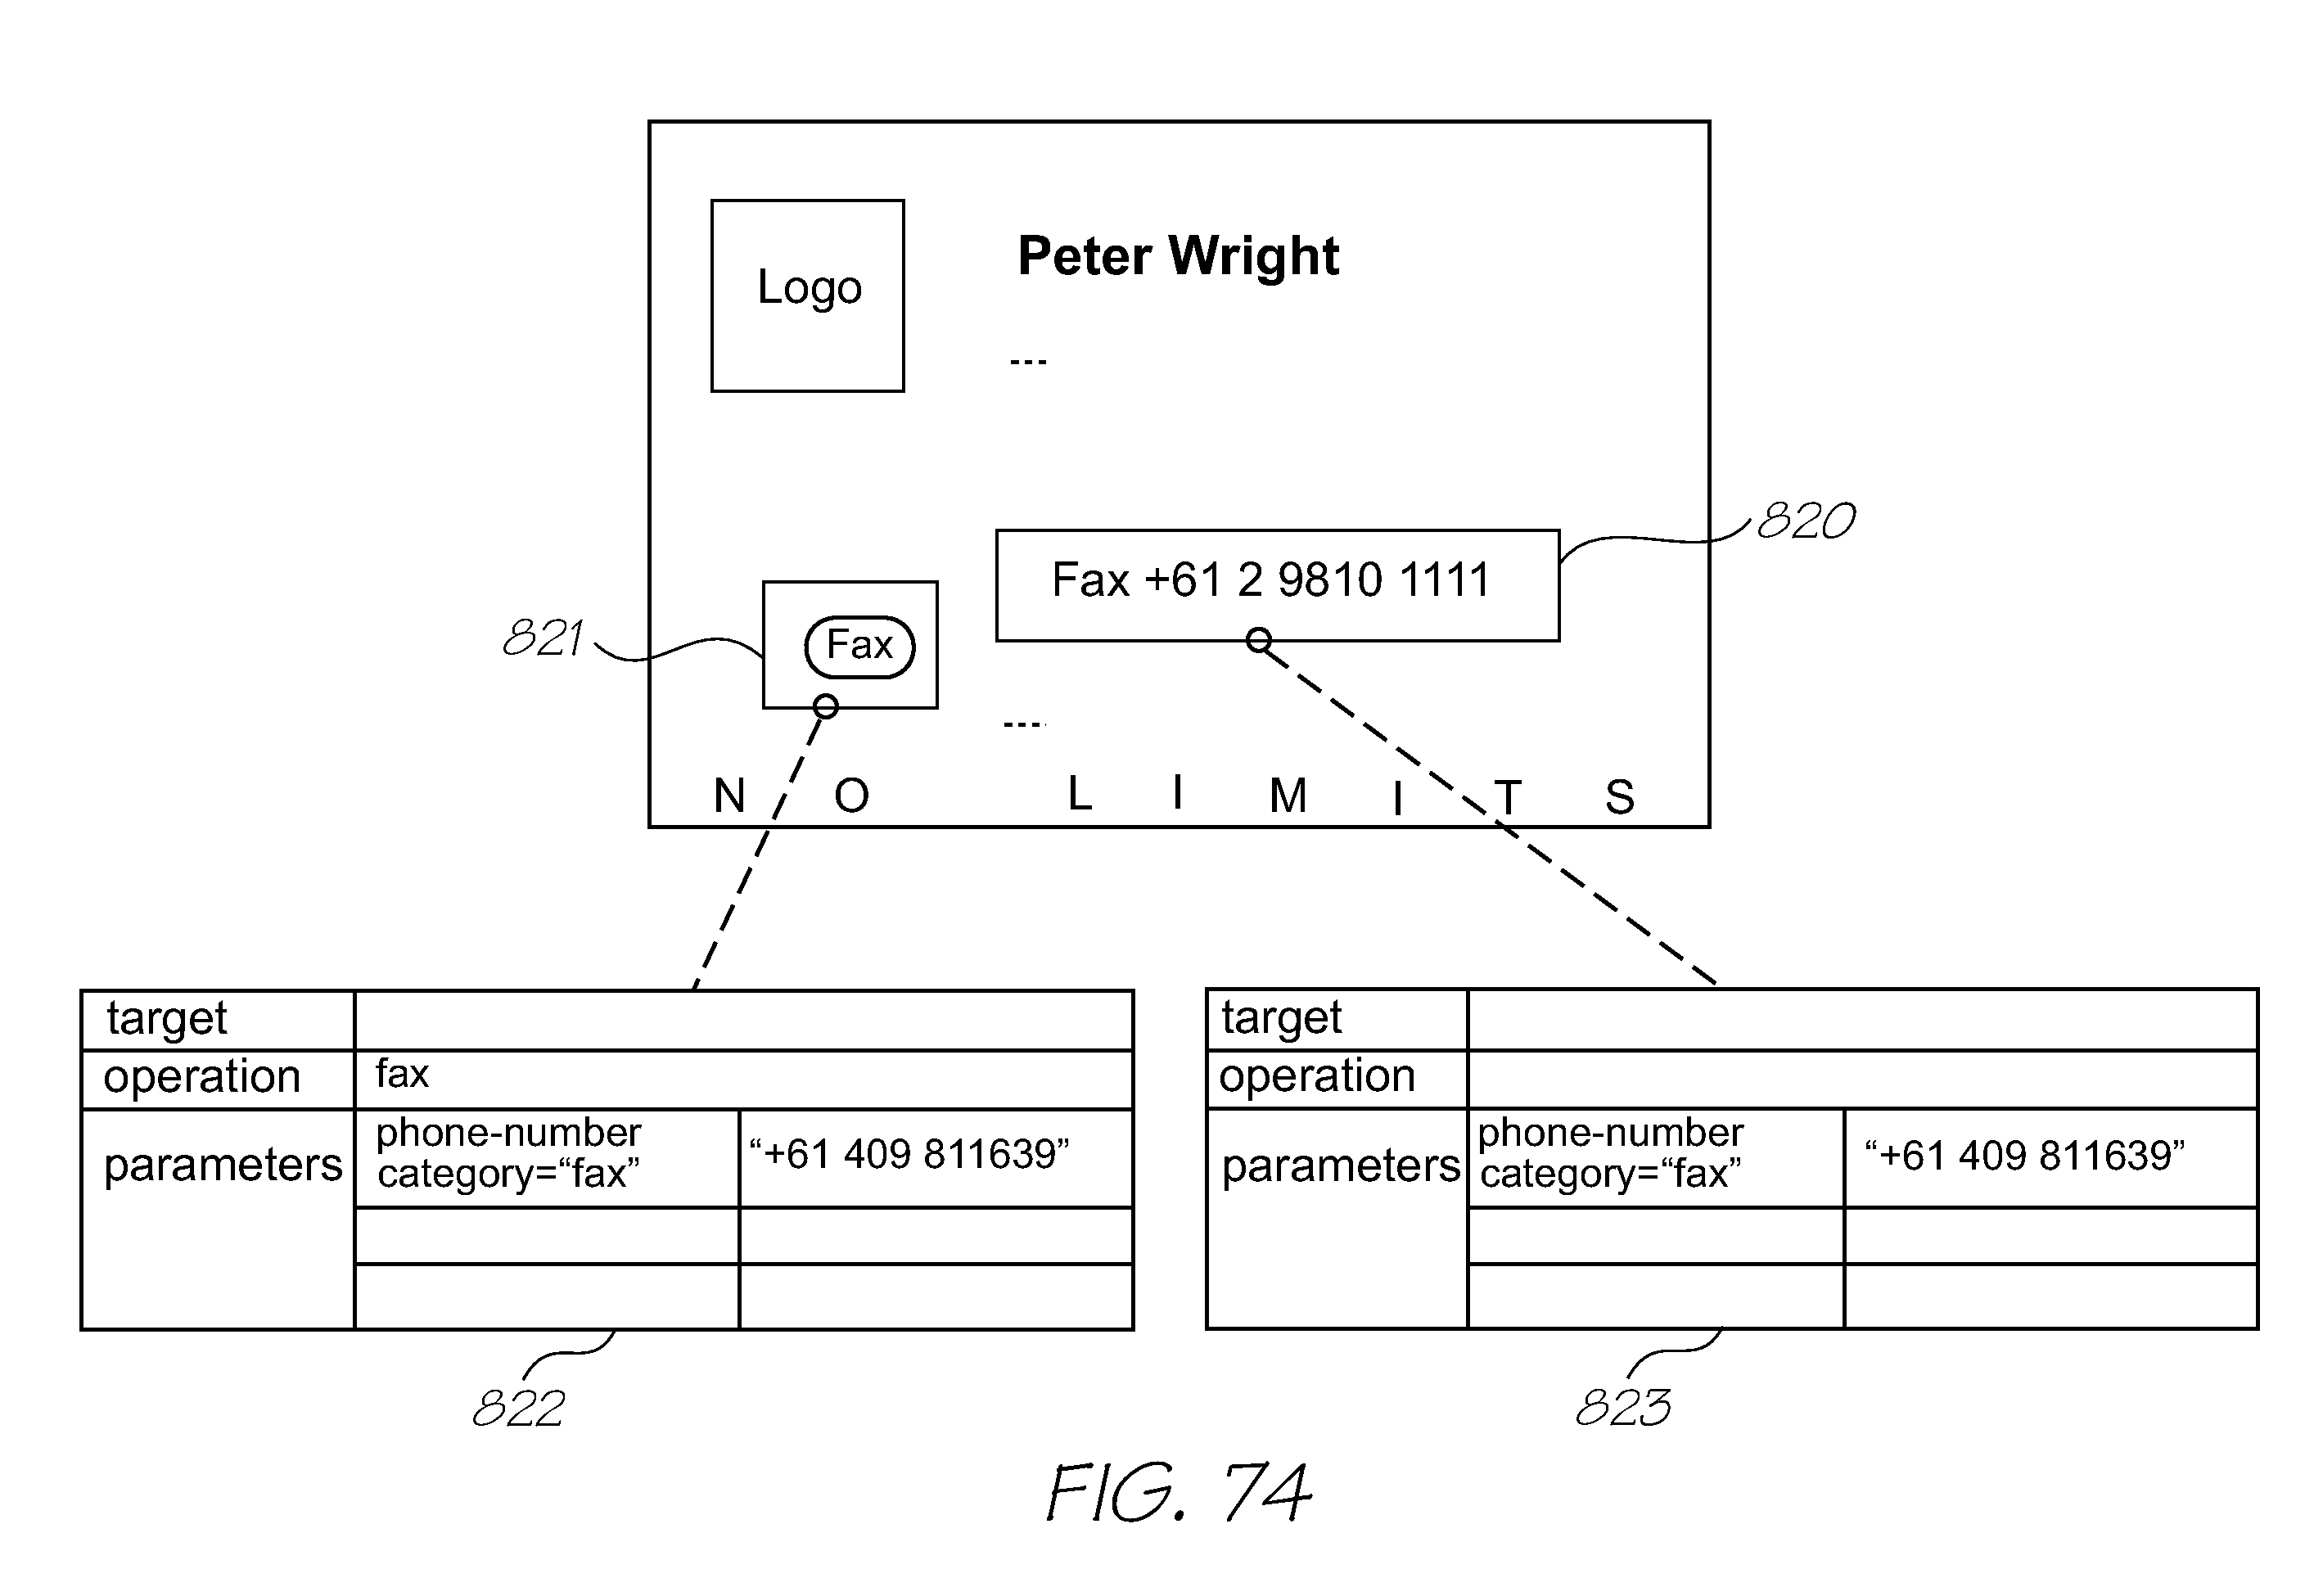 Peter Wright
Logo
---
820
Fax +61 2 9810 1111
821
Fax
----
N O L I M I T S
target
operation fax
parameters phone-number category="fax" “+61 409 811639”
target
operation
parameters phone-number category=“fax” “+61 409 811639”
822
823
FIG. 74